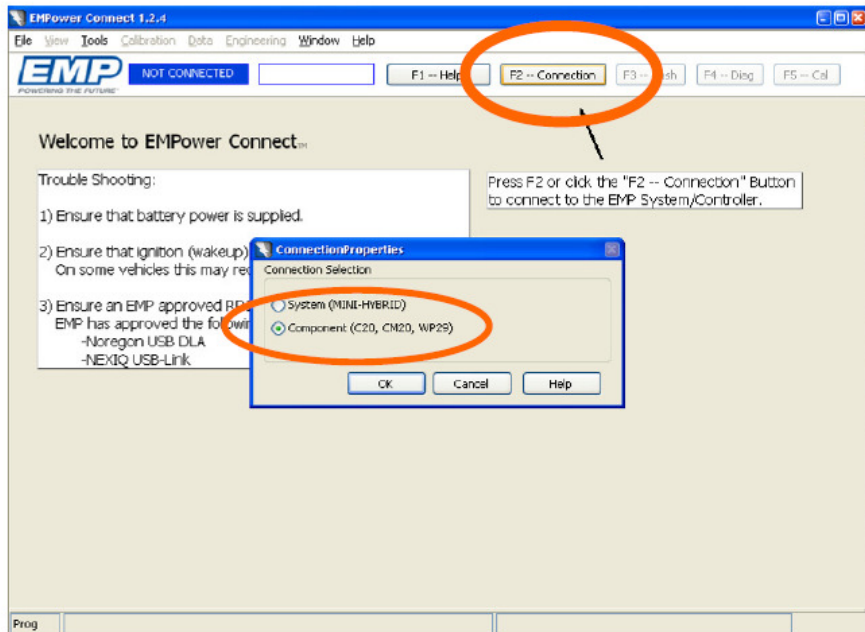 EMPower Connect 1.2.4
File View Tools Calibration Data Engineering Window Help
EMP
POWERING THE FUTURE
NOT CONNECTED
F1 -- Help
F2 -- Connection
F3 --
F4 -- Diag
F5 -- Cal
Welcome to EMPower Connect
Trouble Shooting:
1) Ensure that battery power is supplied.
2) Ensure that ignition (wakeup)
On some vehicles this may
3) Ensure an EMP approved
EMP has approved the
-Noregon USB DLA
-NEXIQ USB-Link
Press F2 or click the "F2 -- Connection" Button
to connect to the EMP System/Controller.
ConnectionProperties
Connection Selection
System (MINI-HYBRID)
Component (C20, CM20, WP29)
OK
Cancel
Help
Prog